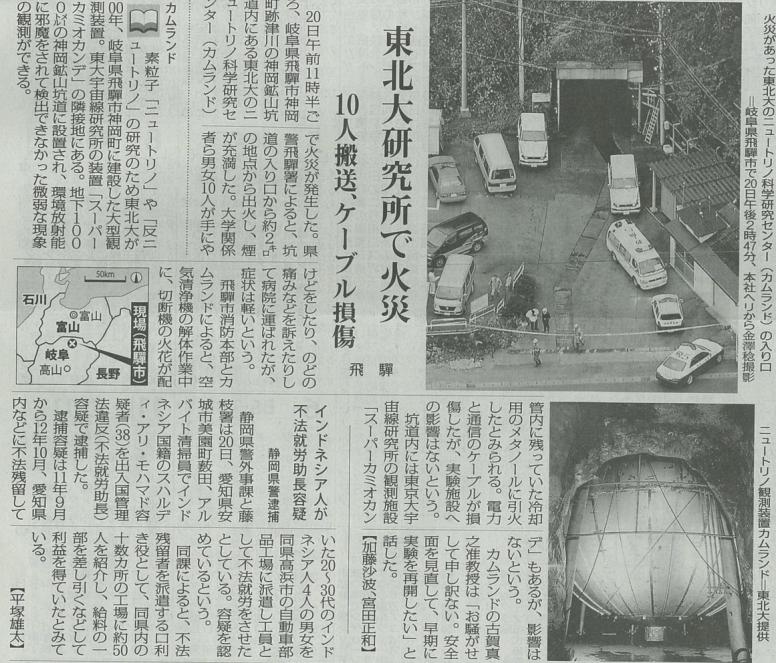 東北大研究所で火災
10人搬送、ケーブル損傷
飛驒
20日午前11時半ご
ろ、岐阜県飛驒市神岡
町跡津川の神岡鉱山坑
道内にある東北大のニ
ュートリノ科学研究セ
ンター(カムランド)
で火災が発生した。県
警飛驒署によると、坑
道の入り口から約2㌔
の地点から出火し、煙
が充満した。大学関係
者ら男女10人が手にや
けどをしたり、のどの
痛みなどを訴えたりし
て病院に運ばれたが、
症状は軽いという。
飛驒市消防本部とカ
ムランドによると、空
気清浄機の解体作業中
に、切断機の火花が配
管内に残っていた冷却
用のメタノールに引火
したとみられる。電力
と通信のケーブルが損
傷したが、実験施設へ
の影響はないという。
坑道内には東京大宇
宙線研究所の観測施設
「スーパーカミオカン
デ」もあるが、影響は
ないという。
カムランドの古賀真
之准教授は「お騒がせ
して申し訳ない。安全
面を見直して、早期に
実験を再開したい」と
話した。
【加藤沙波、宮田正和】
火災があった東北大のニュートリノ科学研究センター(カムランド)の入り口
=岐阜県飛驒市で20日午後2時47分、本社ヘリから金澤稔撮影
ニュートリノ観測装置カムランド=東北大提供
カムランド
素粒子「ニュートリノ」や「反ニ
ュートリノ」の研究のため東北大が
00年、岐阜県飛驒市神岡町に建設した大型観
測装置。東大宇宙線研究所の装置「スーパー
カミオカンデ」の隣接地にある。地下100
0㍍の神岡鉱山坑道に設置され、環境放射能
に邪魔をされて検出できなかった微弱な現象
の観測ができる。
50km
現場(飛驒市)
石川
富山
富山
岐阜
高山
長野
インドネシア人が
不法就労助長容疑
静岡県警逮捕
静岡県警外事課と藤
枝署は20日、愛知県安
城市美園町薮田、アル
バイト清掃員でインド
ネシア国籍のスハルデ
ィ・アリ・モハマド容
疑者(38)を出入国管理
法違反(不法就労助長)
容疑で逮捕した。
逮捕容疑は11年9月
から12年10月、愛知県
内などに不法残留して
いた20〜30代のインド
ネシア人4人の男女を
同県高浜市の自動車部
品工場に派遣し工員と
して不法就労をさせた
としている。容疑を認
めているという。
同課によると、不法
残留者を派遣する口利
き役として、同県内の
十数カ所の工場に約50
人を紹介し、給料の一
部を差し引くなどして
利益を得ていたとみて
いる。
【平塚雄太】